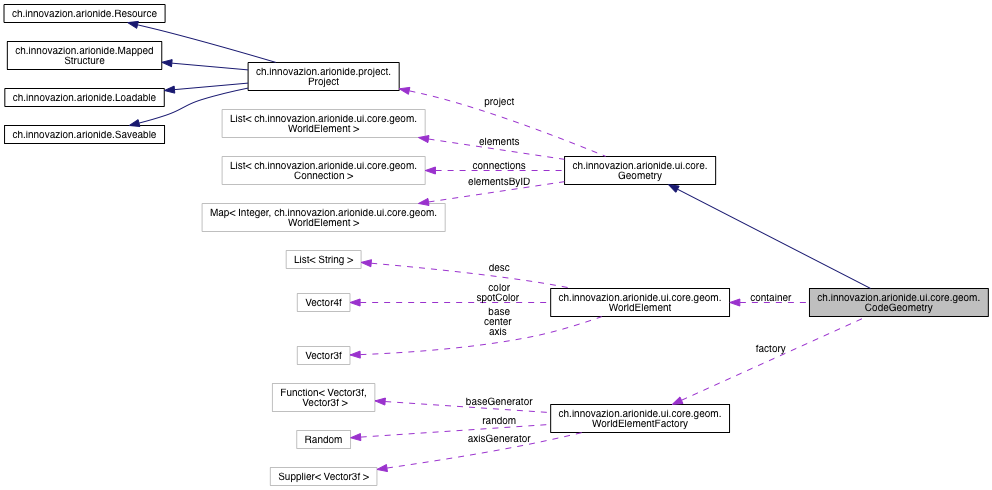 ch.innovazion.arionide.Resource
ch.innovazion.arionide.Mapped
Structure
ch.innovazion.arionide.Loadable
ch.innovazion.arionide.Saveable
ch.innovazion.arionide.project.
Project
project
List< ch.innovazion.arionide.ui.core.geom.
WorldElement >
elements
List< ch.innovazion.arionide.ui.core.geom.
Connection >
connections
elementsByID
Map< Integer, ch.innovazion.arionide.ui.core.geom.
WorldElement >
ch.innovazion.arionide.ui.core.
Geometry
List< String >
desc
Vector4f
color
spotColor
base
center
axis
Vector3f
ch.innovazion.arionide.ui.core.geom.
WorldElement
container
ch.innovazion.arionide.ui.core.geom.
CodeGeometry
factory
Function< Vector3f,
Vector3f >
baseGenerator
random
Random
axisGenerator
Supplier< Vector3f >
ch.innovazion.arionide.ui.core.geom.
WorldElementFactory